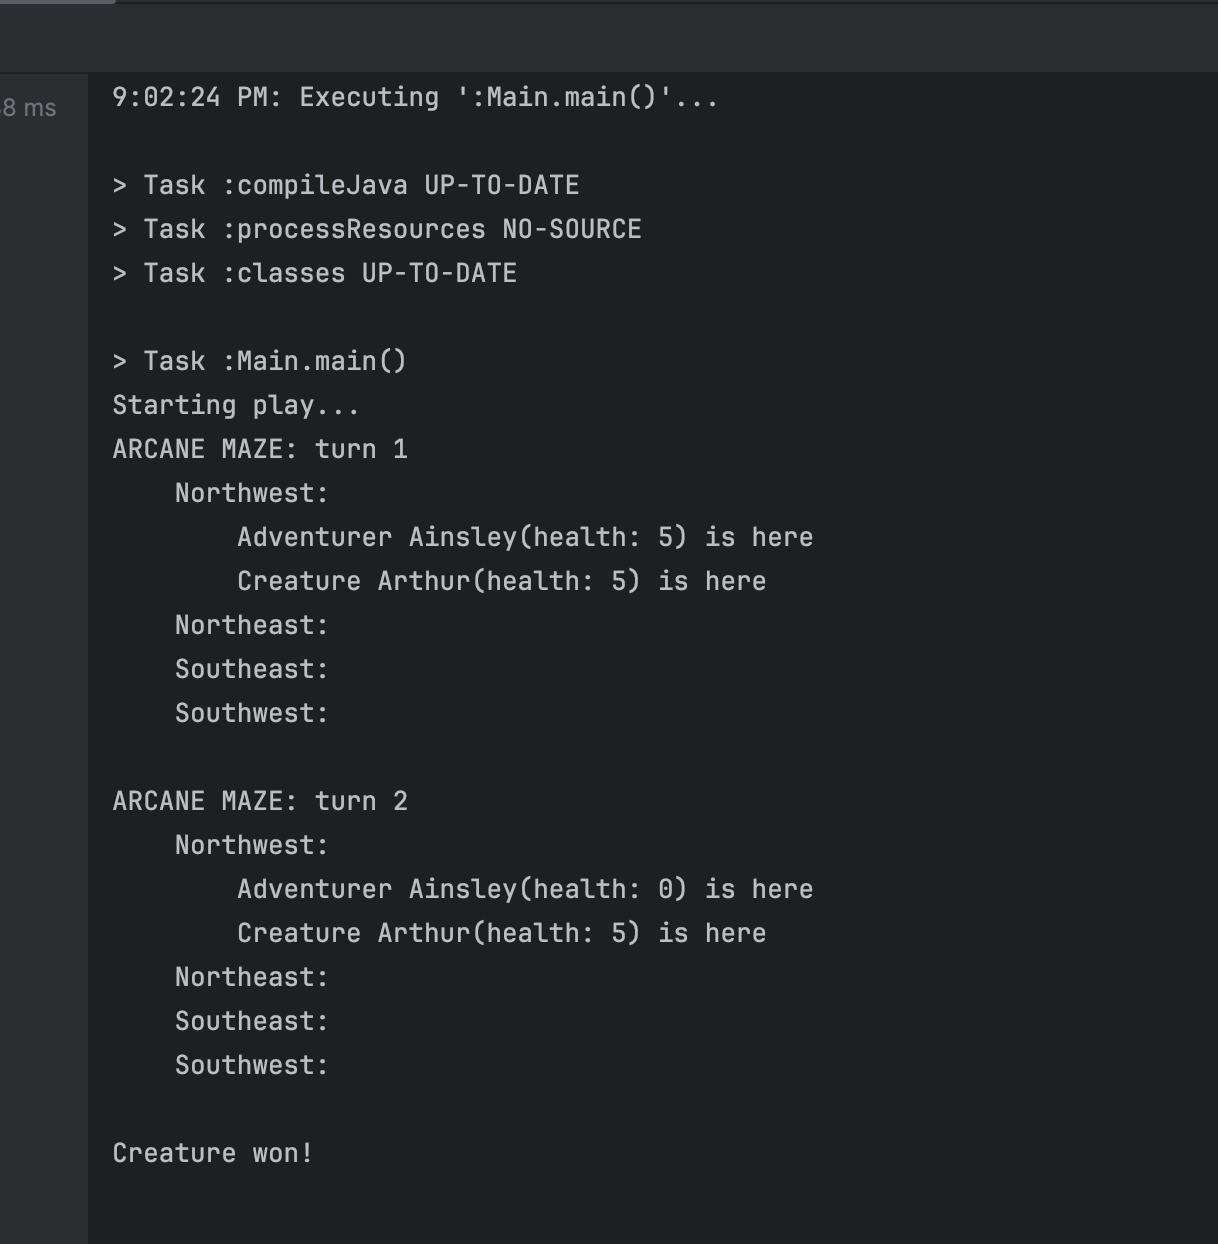 8 ms
9:02:24 PM: Executing ':Main.main()'...
> Task :compileJava UP-TO-DATE
> Task :processResources NO-SOURCE
> Task :classes UP-TO-DATE
> Task :Main.main()
Starting play...
ARCANE MAZE: turn 1
    Northwest:
        Adventurer Ainsley(health: 5) is here
        Creature Arthur(health: 5) is here
    Northeast:
    Southeast:
    Southwest:
ARCANE MAZE: turn 2
    Northwest:
        Adventurer Ainsley(health: 0) is here
        Creature Arthur(health: 5) is here
    Northeast:
    Southeast:
    Southwest:
Creature won!